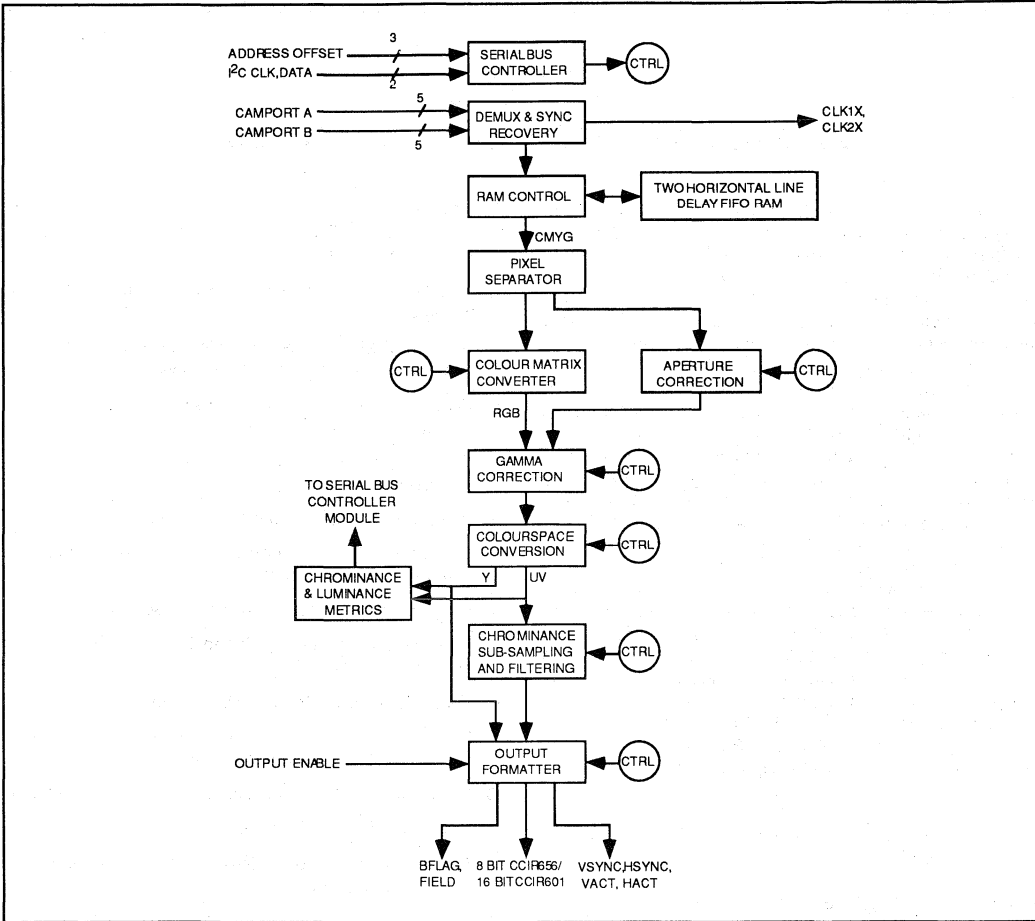 3
ADDRESS OFFSET
I²C CLK,DATA
2
SERIAL BUS
CONTROLLER
CTRL
5
CAMPORT A
CAMPORT B
5
DEMUX & SYNC
RECOVERY
CLK1X,
CLK2X
RAM CONTROL
TWO HORIZONTAL LINE
DELAY FIFO RAM
CMYG
PIXEL
SEPARATOR
CTRL
COLOUR MATRIX
CONVERTER
APERTURE
CORRECTION
CTRL
RGB
GAMMA
CORRECTION
CTRL
TO SERIAL BUS
CONTROLLER
MODULE
COLOURSPACE
CONVERSION
CTRL
Y
UV
CHROMINANCE
& LUMINANCE
METRICS
CHROMINANCE
SUB-SAMPLING
AND FILTERING
CTRL
OUTPUT ENABLE
OUTPUT
FORMATTER
CTRL
BFLAG,
FIELD
8 BIT CCIR656/
16 BIT CCIR601
VSYNC,HSYNC,
VACT, HACT